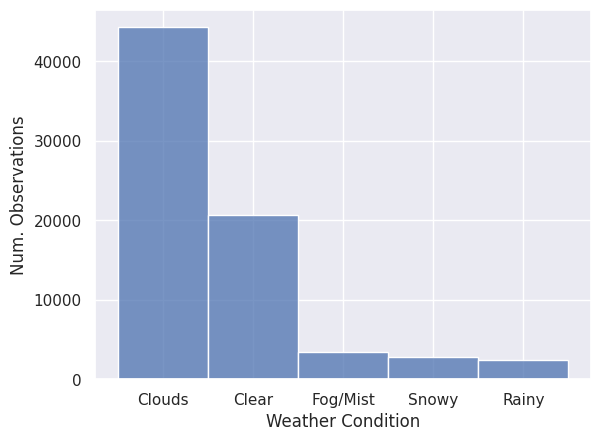 40000
30000
20000
10000
0
Num. Observations
Clouds Clear Fog/Mist Snowy Rainy
Weather Condition